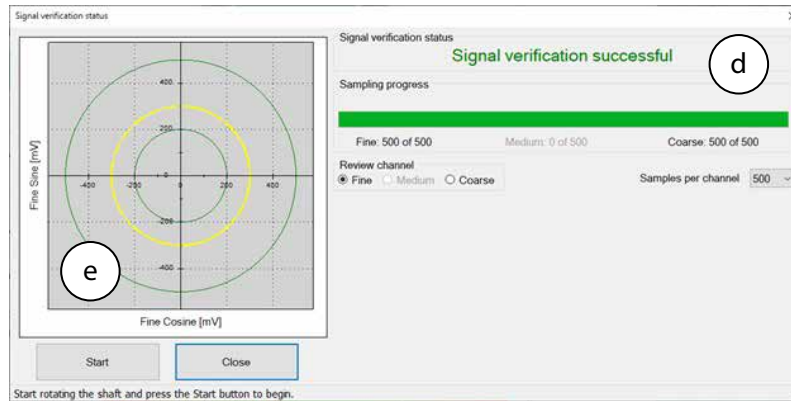 Signal verification status
Signal verification status
Signal verification successful
d
Sampling progress
Fine: 500 of 500 Medium: 0 of 500 Coarse: 500 of 500
Review channel
Fine Medium Coarse
Samples per channel 500
Fine Sine [mV]
400
200
-400 -200 0 200 400
0
-200
-400
e
Fine Cosine [mV]
Start Close
Start rotating the shaft and press the Start button to begin.